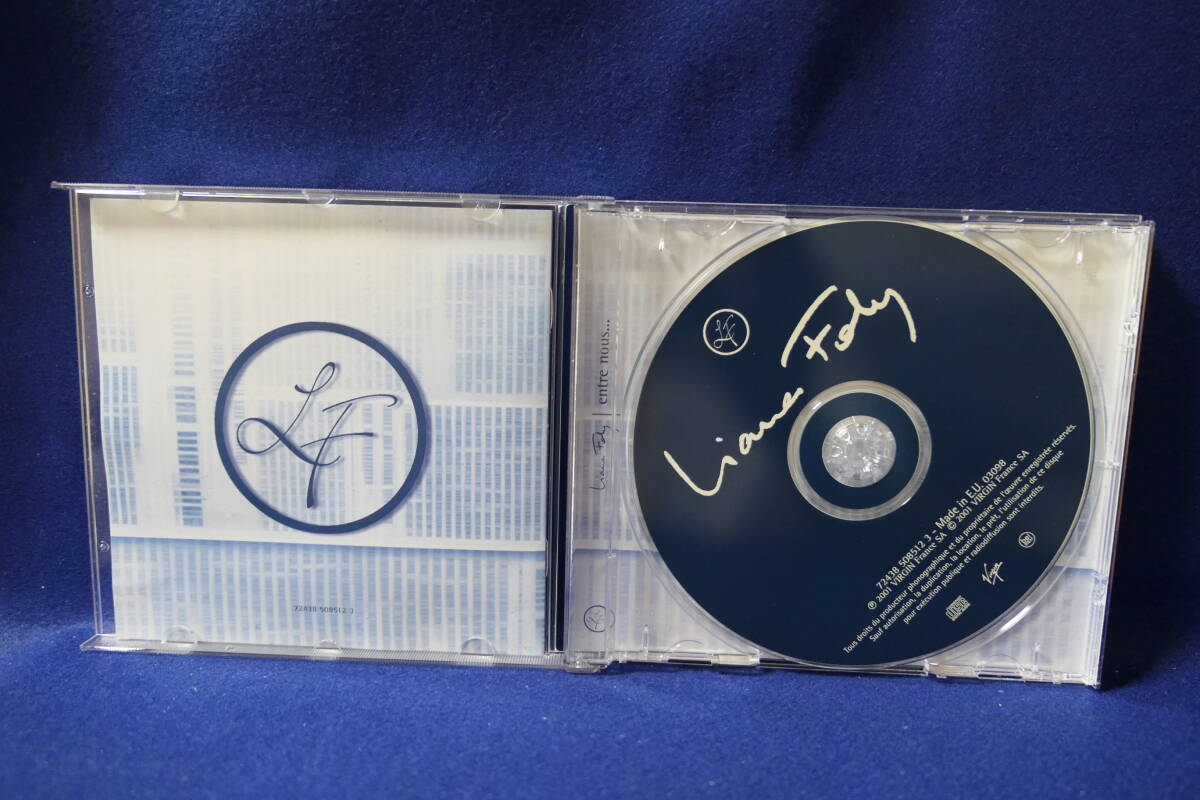 LF
72438 508512 3
Liane Foly | entre nous...
LF
LF
Liane Foly
72438 508512 3 - Made in E.U. 03098
℗ 2001 VIRGIN France SA © 2001 VIRGIN France SA
Tous droits du producteur phonographique et du propriétaire de l'œuvre enregistrée réservés.
Sauf autorisation, la duplication, la location, le prêt, l'utilisation de ce disque
pour exécution publique et radiodiffusion sont interdits.
Virgin